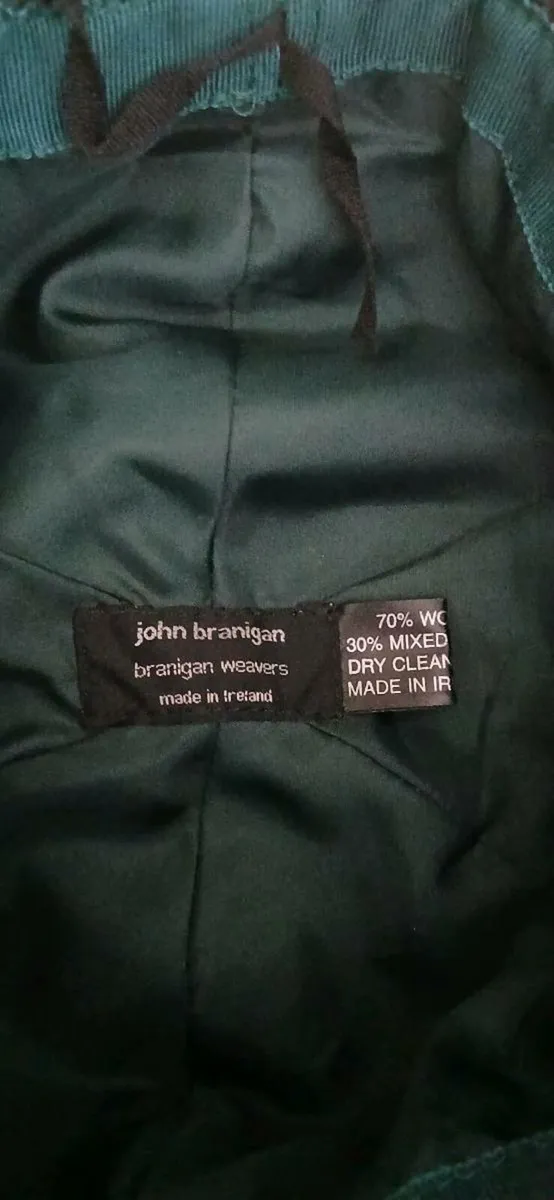 john branigan
branigan weavers
made in Ireland
70% WO
30% MIXED
DRY CLEAN
MADE IN IR